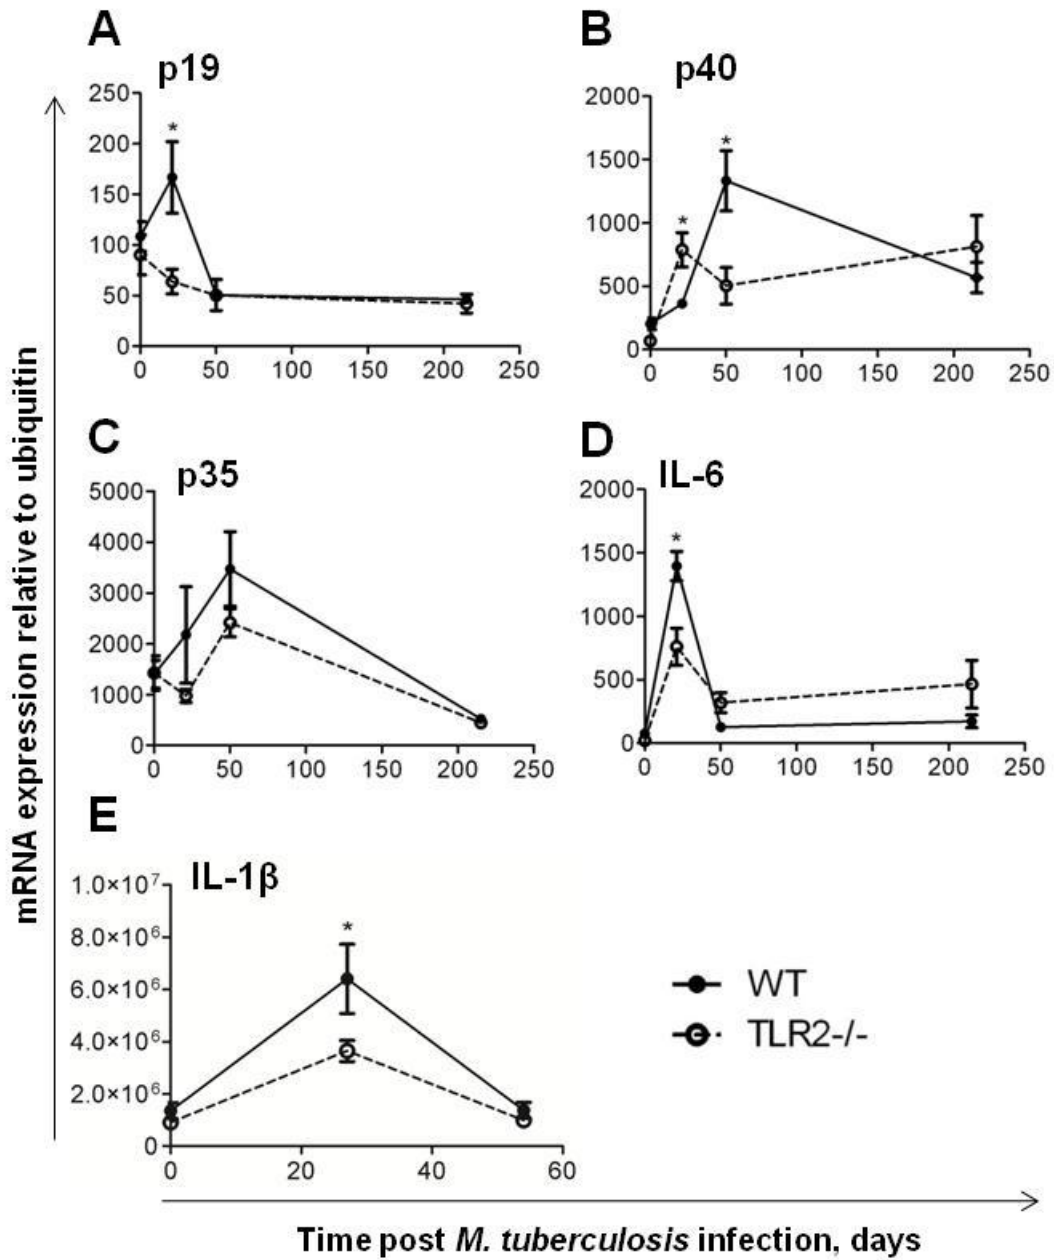 A
p19
250
200
150
100
50
0
*
0 50 100 150 200 250
B
p40
2000
1500
1000
500
0
*
*
0 50 100 150 200 250
C
p35
5000
4000
3000
2000
1000
0
0 50 100 150 200 250
D
IL-6
2000
1500
1000
500
0
*
0 50 100 150 200 250
E
IL-1β
1.0×10⁷
8.0×10⁶
6.0×10⁶
4.0×10⁶
2.0×10⁶
0
*
0 20 40 60
WT
TLR2-/-
mRNA expression relative to ubiquitin
Time post M. tuberculosis infection, days